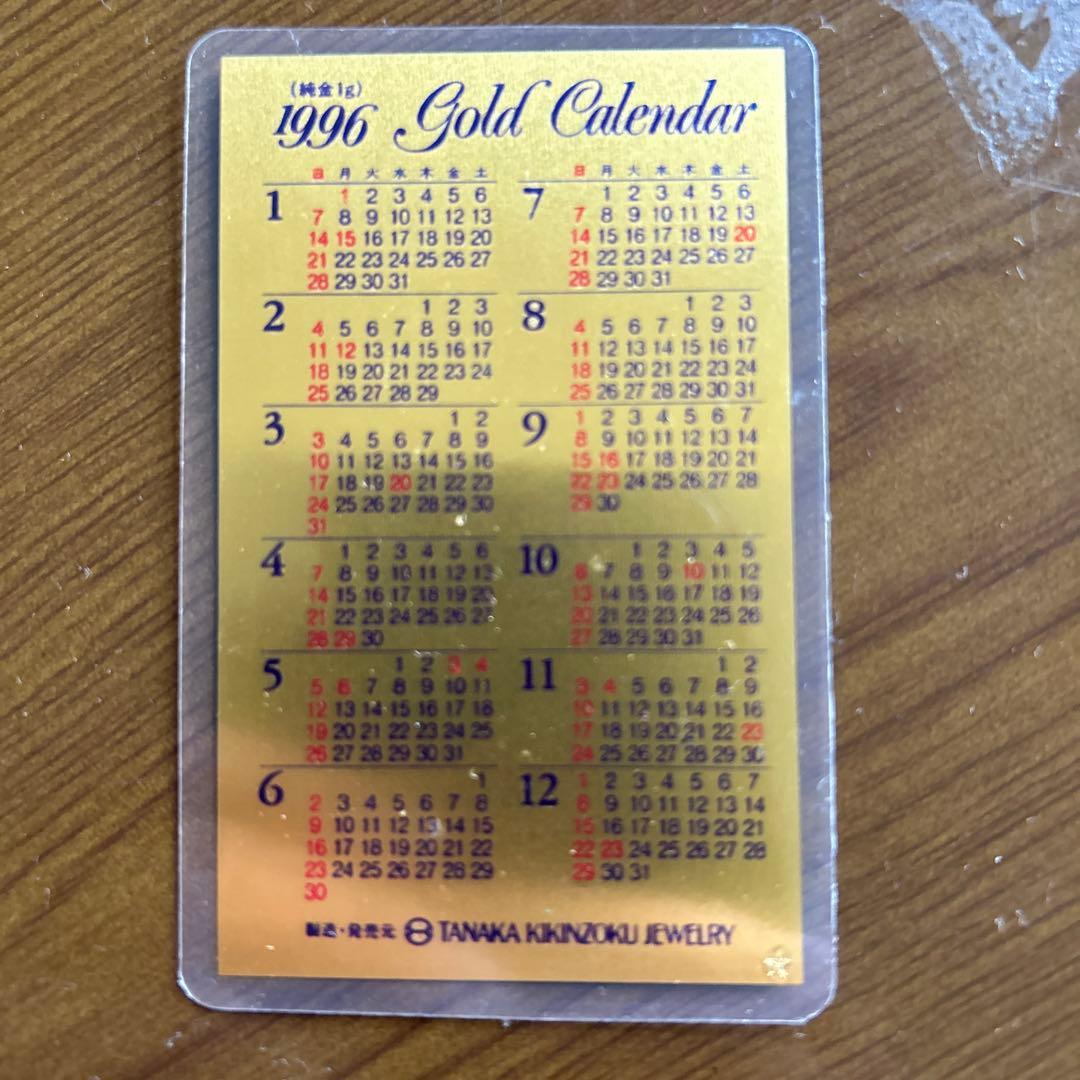 (純金1g)
1996 Gold Calendar
日 月 火 水 木 金 土
1
1 2 3 4 5 6
7 8 9 10 11 12 13
14 15 16 17 18 19 20
21 22 23 24 25 26 27
28 29 30 31
2
1 2 3
4 5 6 7 8 9 10
11 12 13 14 15 16 17
18 19 20 21 22 23 24
25 26 27 28 29
3
1 2
3 4 5 6 7 8 9
10 11 12 13 14 15 16
17 18 19 20 21 22 23
24 25 26 27 28 29 30
31
4
1 2 3 4 5 6
7 8 9 10 11 12 13
14 15 16 17 18 19 20
21 22 23 24 25 26 27
28 29 30
5
1 2 3 4
5 6 7 8 9 10 11
12 13 14 15 16 17 18
19 20 21 22 23 24 25
26 27 28 29 30 31
6
1
2 3 4 5 6 7 8
9 10 11 12 13 14 15
16 17 18 19 20 21 22
23 24 25 26 27 28 29
30
日 月 火 水 木 金 土
7
1 2 3 4 5 6
7 8 9 10 11 12 13
14 15 16 17 18 19 20
21 22 23 24 25 26 27
28 29 30 31
8
1 2 3
4 5 6 7 8 9 10
11 12 13 14 15 16 17
18 19 20 21 22 23 24
25 26 27 28 29 30 31
9
1 2 3 4 5 6 7
8 9 10 11 12 13 14
15 16 17 18 19 20 21
22 23 24 25 26 27 28
29 30
10
1 2 3 4 5
6 7 8 9 10 11 12
13 14 15 16 17 18 19
20 21 22 23 24 25 26
27 28 29 30 31
11
1 2
3 4 5 6 7 8 9
10 11 12 13 14 15 16
17 18 19 20 21 22 23
24 25 26 27 28 29 30
12
1 2 3 4 5 6 7
8 9 10 11 12 13 14
15 16 17 18 19 20 21
22 23 24 25 26 27 28
29 30 31
製造・発売元 TANAKA KIKINZOKU JEWELRY